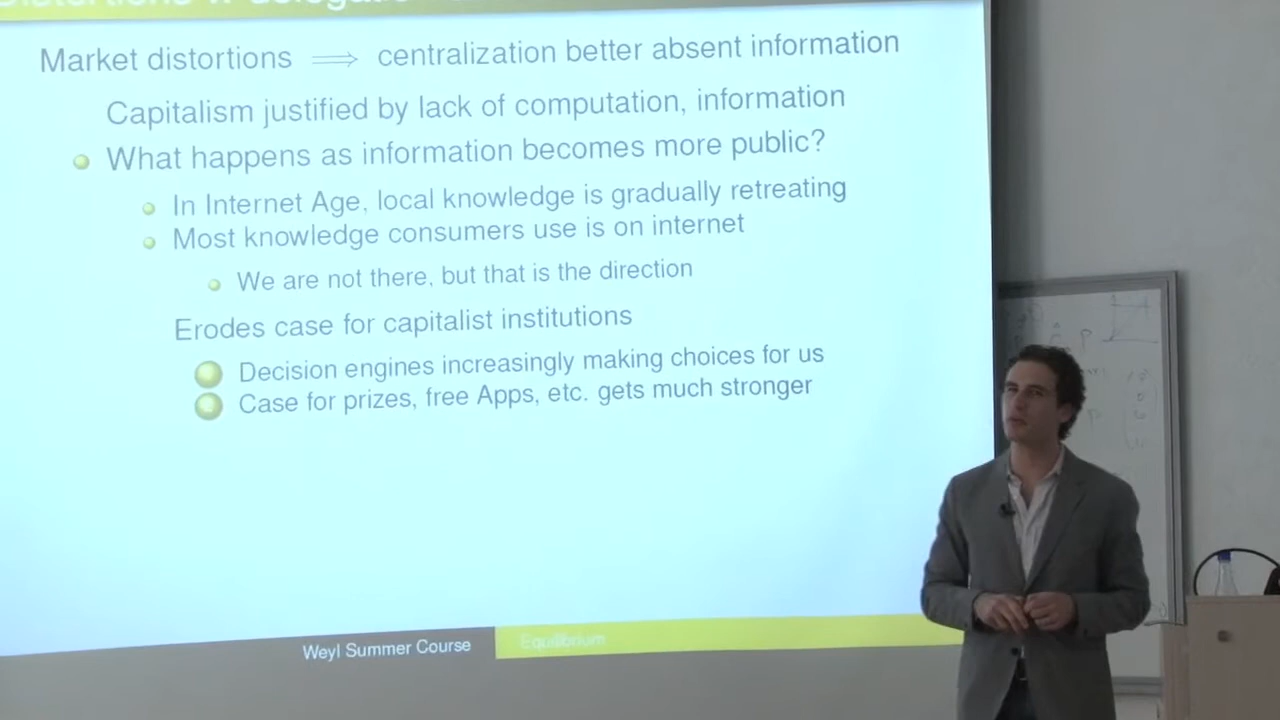 Market distortions ⟹ centralization better absent information
Capitalism justified by lack of computation, information
What happens as information becomes more public?
In Internet Age, local knowledge is gradually retreating
Most knowledge consumers use is on internet
We are not there, but that is the direction
Erodes case for capitalist institutions
Decision engines increasingly making choices for us
Case for prizes, free Apps, etc. gets much stronger
Weyl Summer Course
Equilibrium